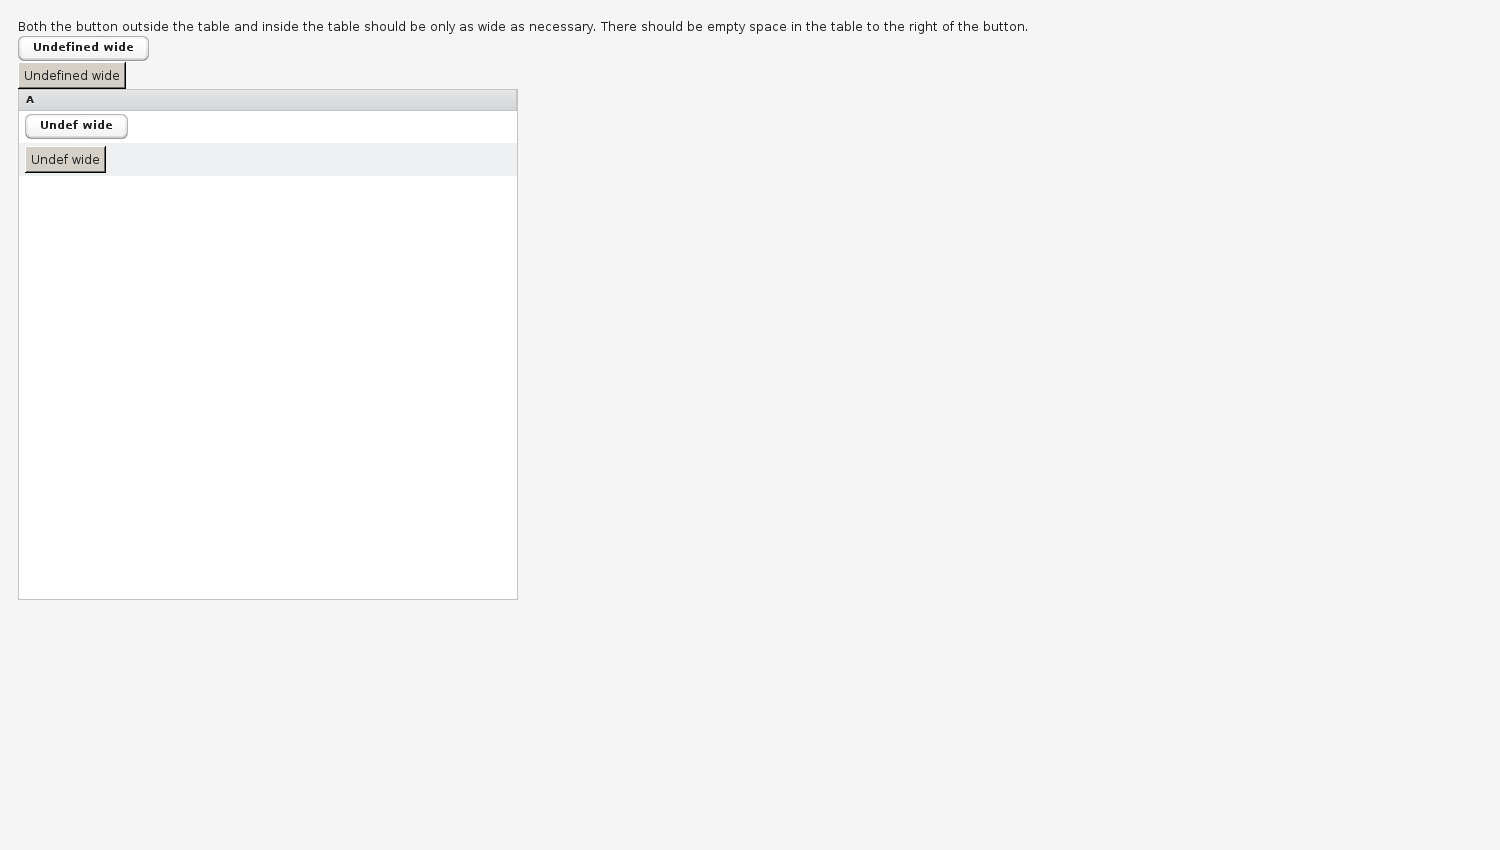 Both the button outside the table and inside the table should be only as wide as necessary. There should be empty space in the table to the right of the button.
Undefined wide
Undefined wide
A
Undef wide
Undef wide